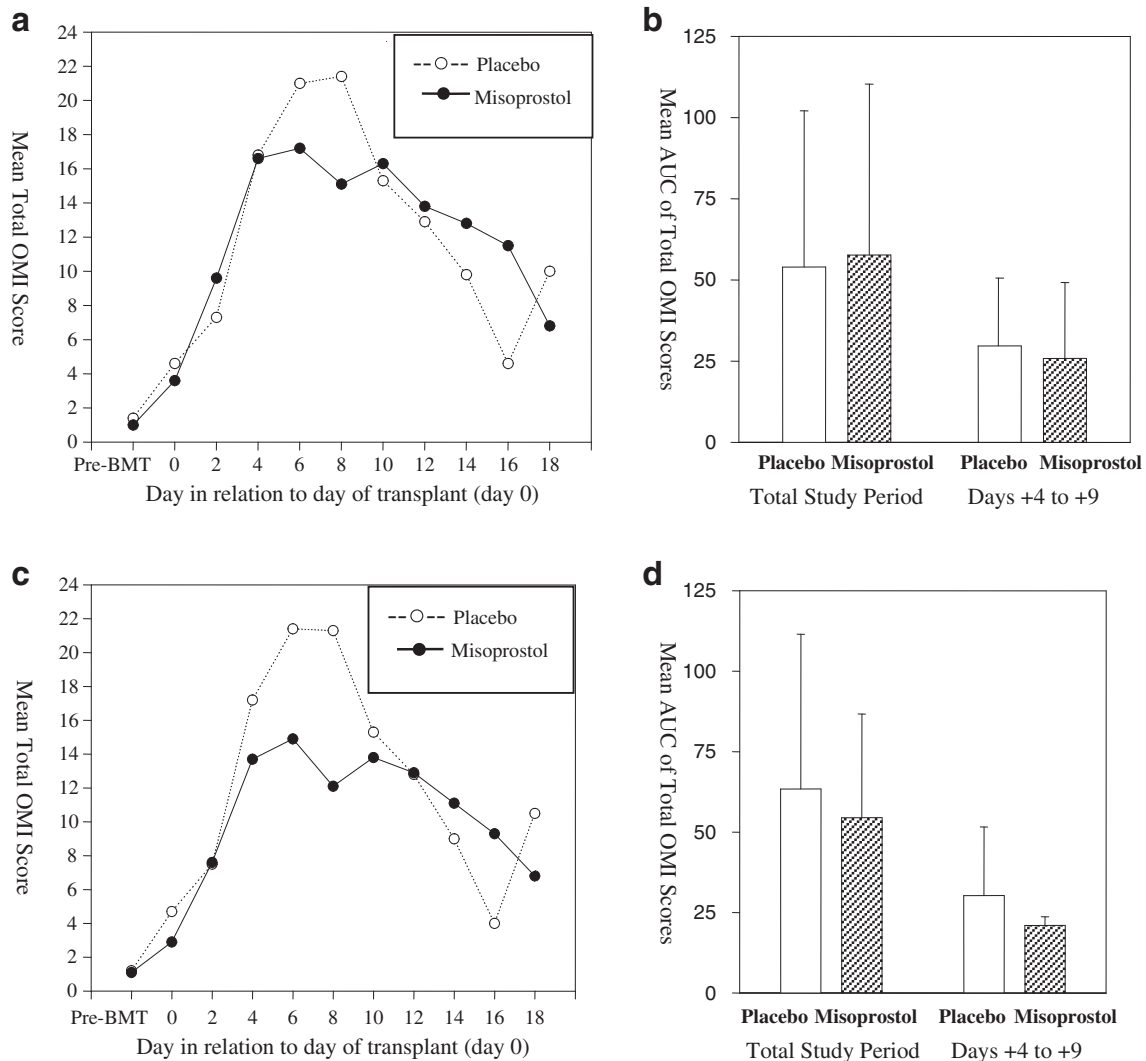 a
24
22
20
18
16
14
12
10
8
6
4
2
0
Mean Total OMI Score
Placebo
Misoprostol
Pre-BMT 0 2 4 6 8 10 12 14 16 18
Day in relation to day of transplant (day 0)
b
125
100
75
50
25
0
Mean AUC of Total OMI Scores
Placebo Misoprostol Placebo Misoprostol
Total Study Period Days +4 to +9
c
24
22
20
18
16
14
12
10
8
6
4
2
0
Mean Total OMI Score
Placebo
Misoprostol
Pre-BMT 0 2 4 6 8 10 12 14 16 18
Day in relation to day of transplant (day 0)
d
125
100
75
50
25
0
Mean AUC of Total OMI Scores
Placebo Misoprostol Placebo Misoprostol
Total Study Period Days +4 to +9